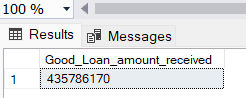 100 %
Results Messages
Good_Loan_amount_received
1 435786170